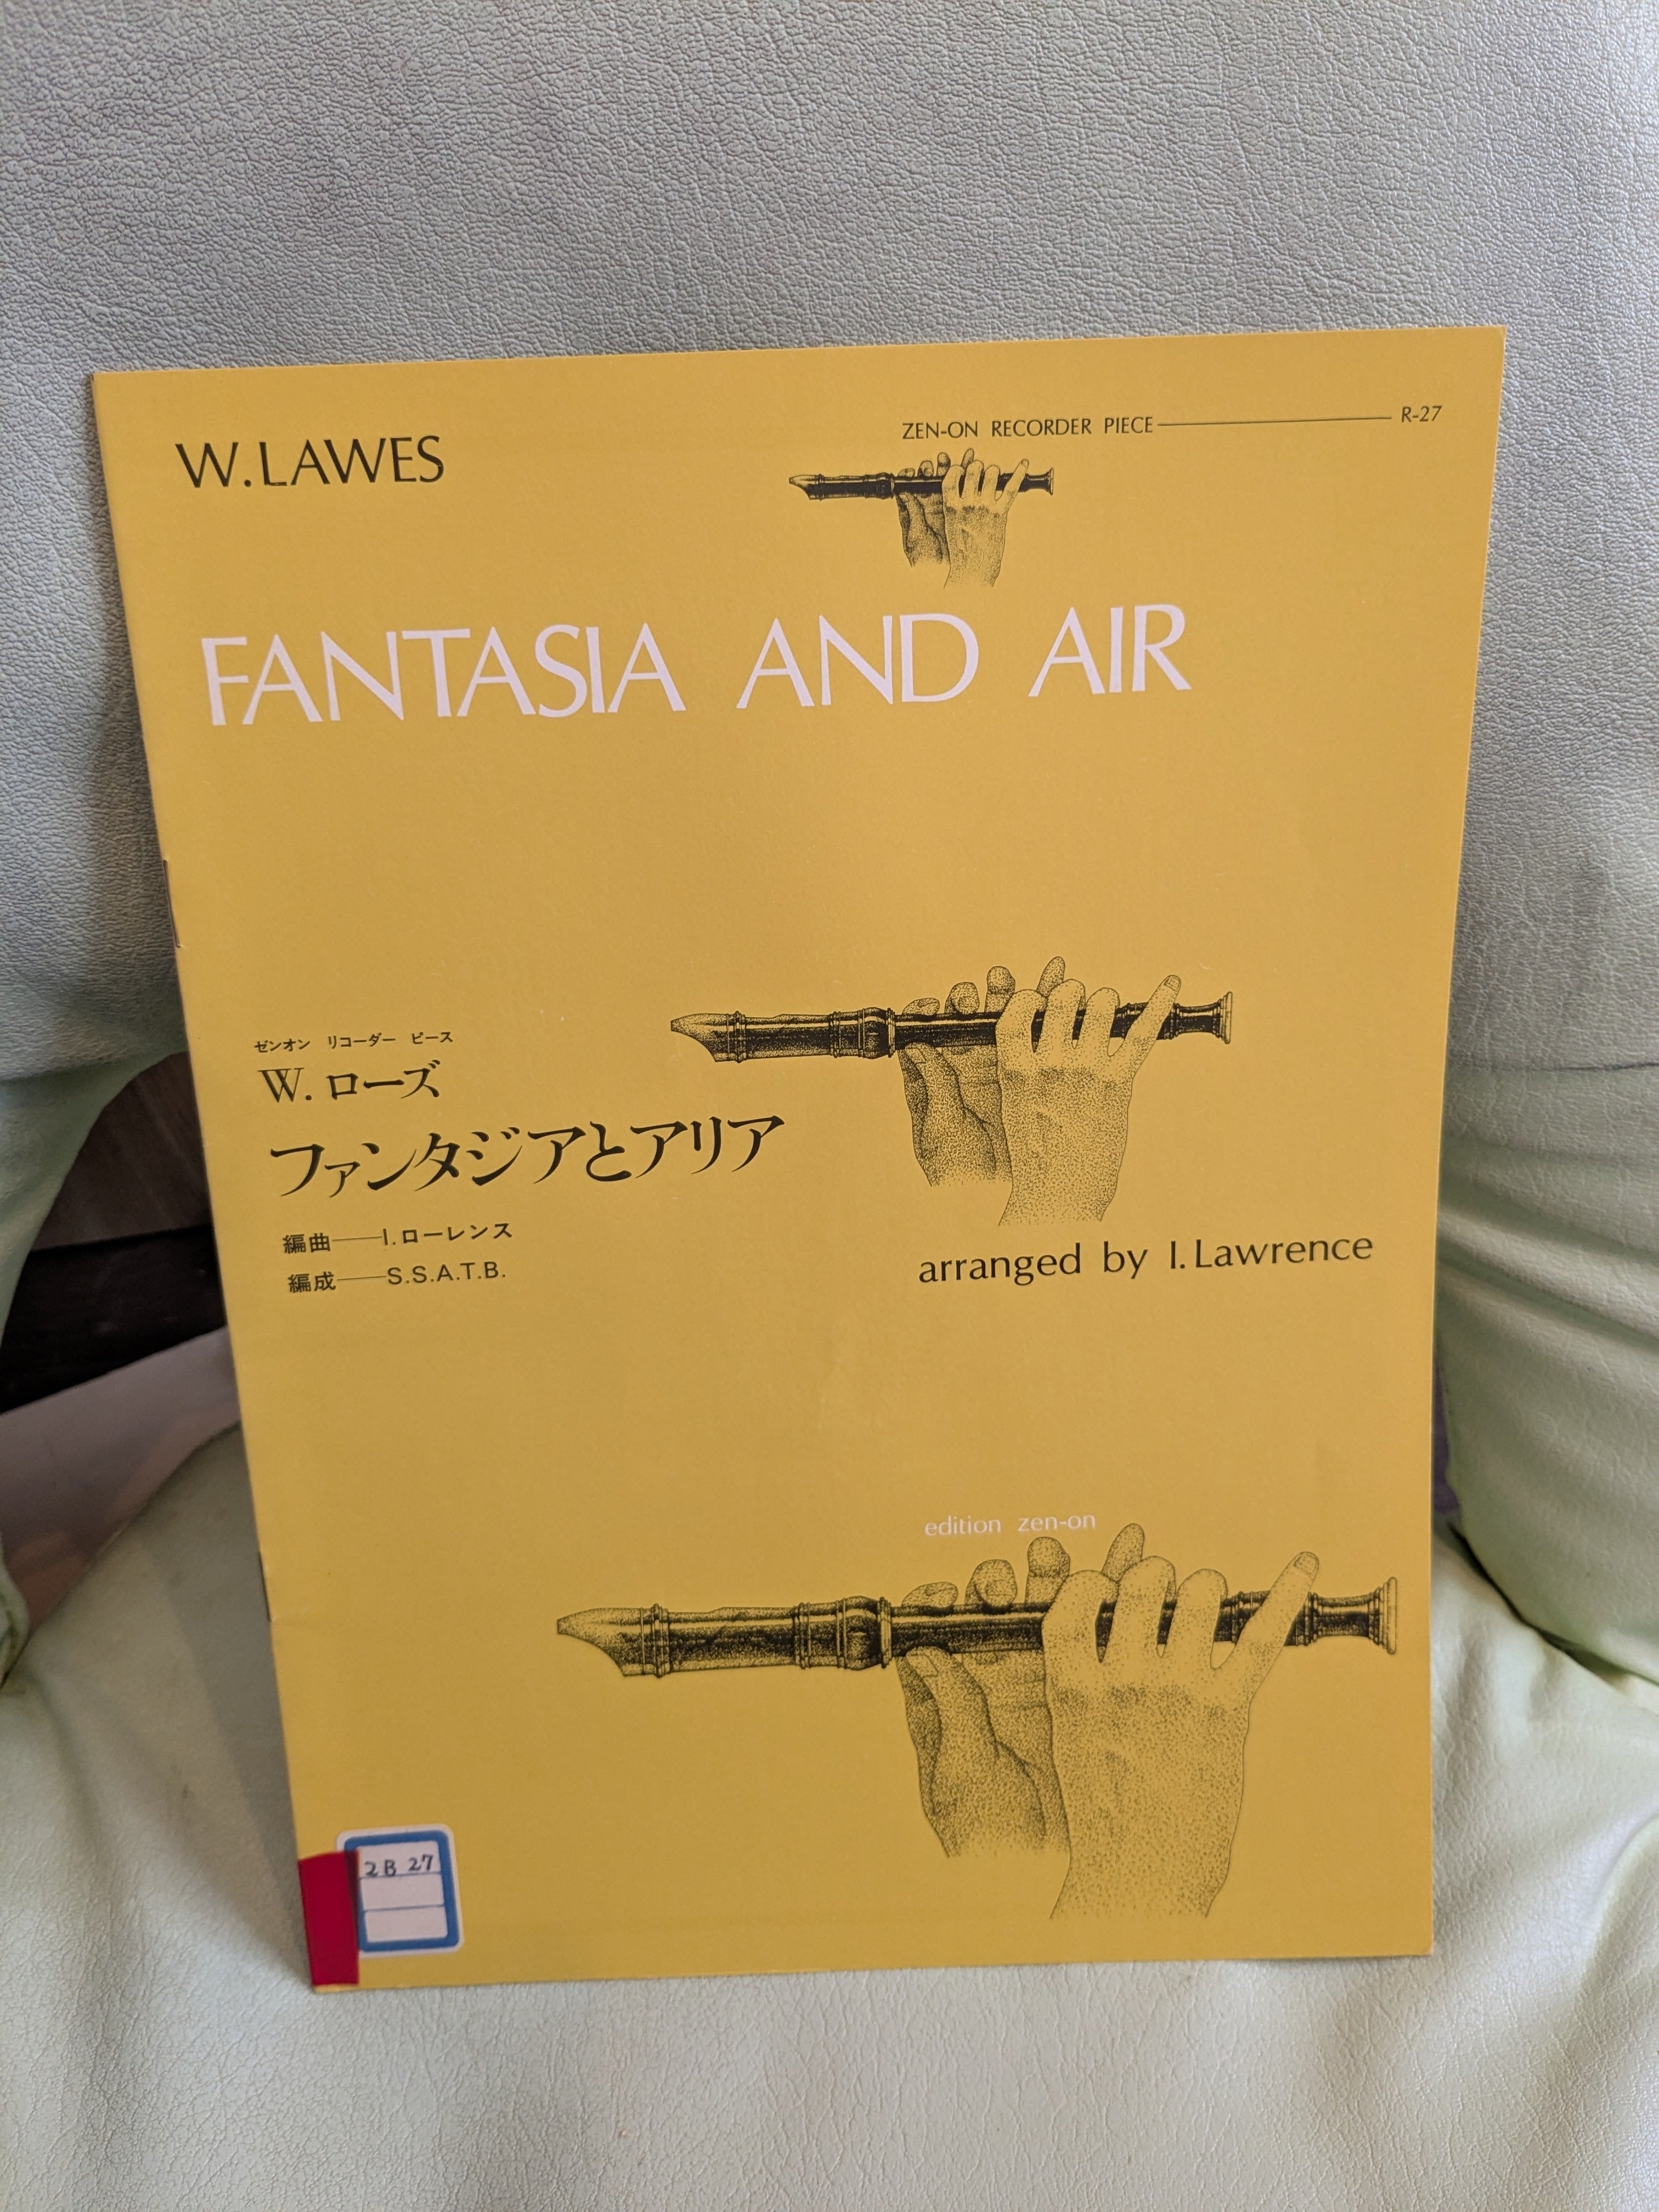 W.LAWES
ZEN-ON RECORDER PIECE R-27
FANTASIA AND AIR
ゼンオン リコーダー ピース
W. ローズ
ファンタジアとアリア
編曲──I.ローレンス
編成──S.S.A.T.B.
arranged by I. Lawrence
edition zen-on
2B 27